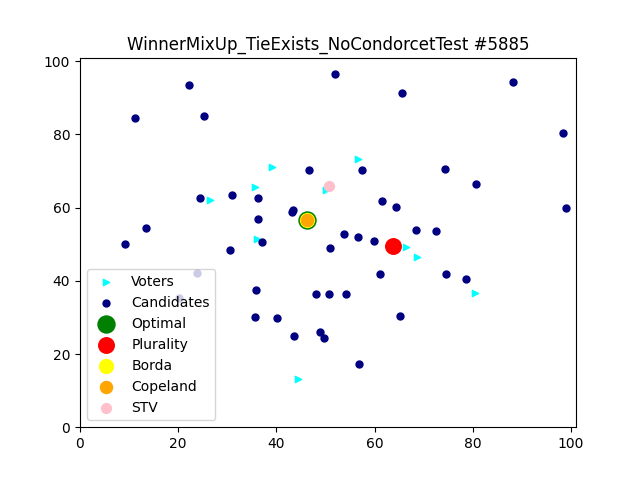 WinnerMixUp_TieExists_NoCondorcetTest #5885
100
80
60
40
20
0
Voters
Candidates
Optimal
Plurality
Borda
Copeland
STV
0 20 40 60 80 100